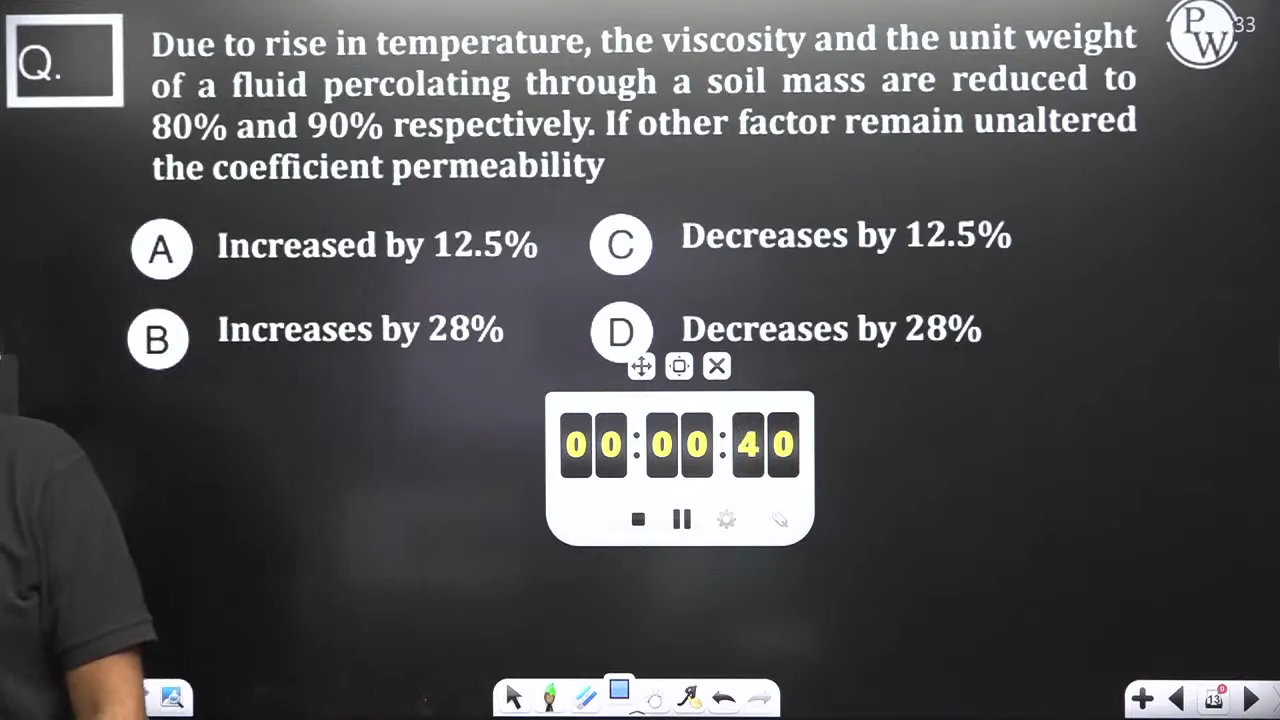 Q.
Due to rise in temperature, the viscosity and the unit weight
of a fluid percolating through a soil mass are reduced to
80% and 90% respectively. If other factor remain unaltered
the coefficient permeability
P
W
33
A Increased by 12.5%
C Decreases by 12.5%
B Increases by 28%
D Decreases by 28%
00:00:40
13
0